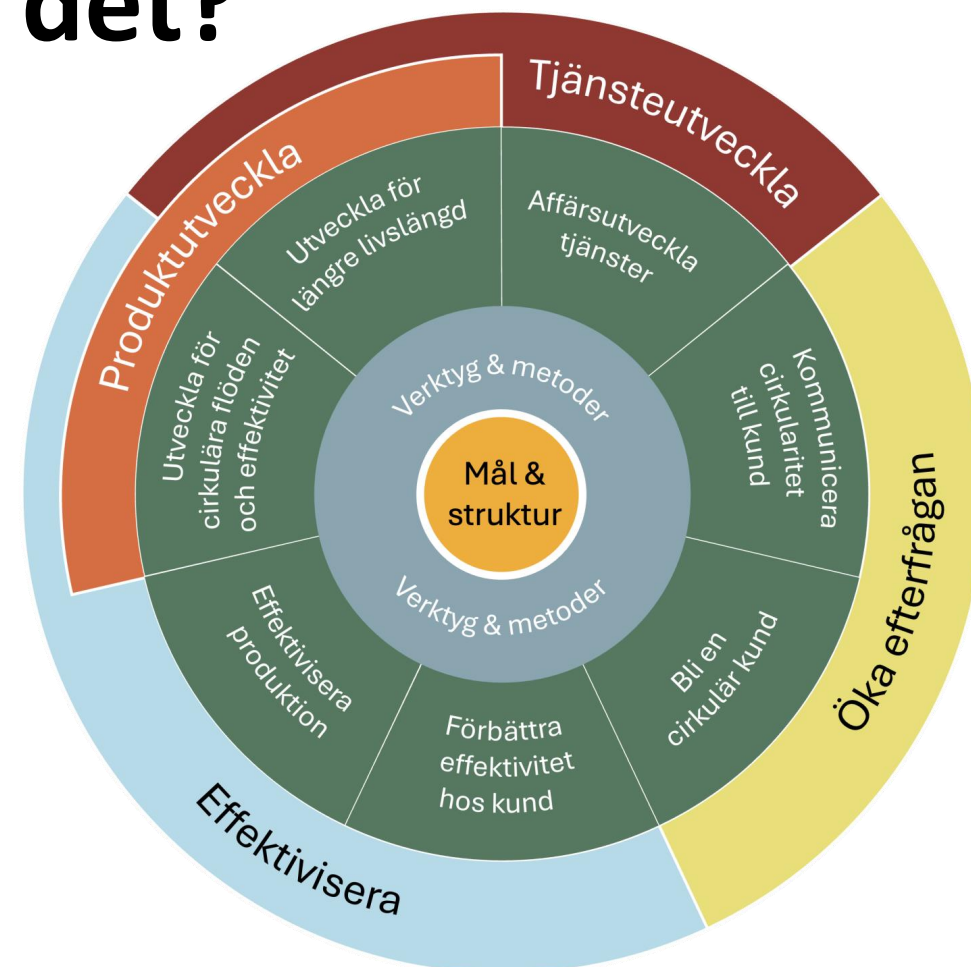 det?
Tjänsteutveckla
Produktutveckla
Utveckla för
längre livslängd
Affärsutveckla
tjänster
Utveckla för
cirkulära flöden
och effektivitet
Kommunicera
cirkularitet
till kund
Verktyg & metoder
Mål &
struktur
Verktyg & metoder
Öka efterfrågan
Effektivisera
produktion
Bli en
cirkulär kund
Förbättra
effektivitet
hos kund
Effektivisera